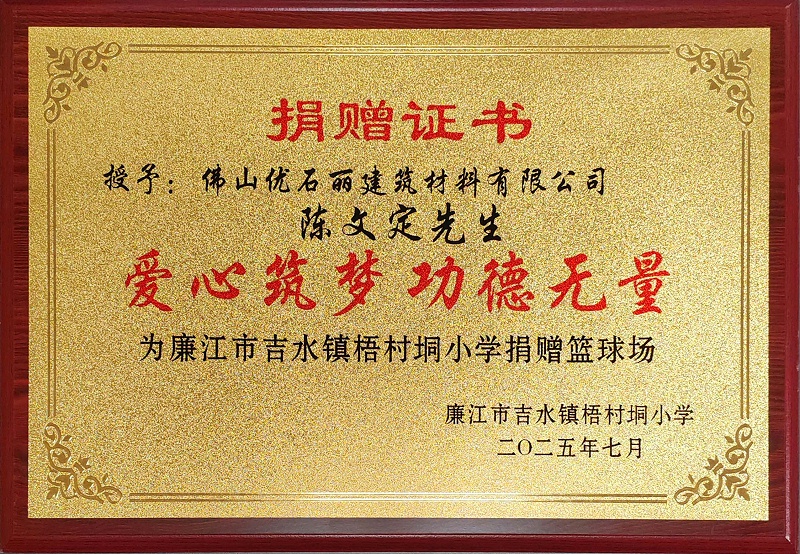 捐赠证书
授予：佛山优石丽建筑材料有限公司
陈文定先生
爱心筑梦 功德无量
为廉江市吉水镇梧村垌小学捐赠篮球场
廉江市吉水镇梧村垌小学
二〇二五年七月